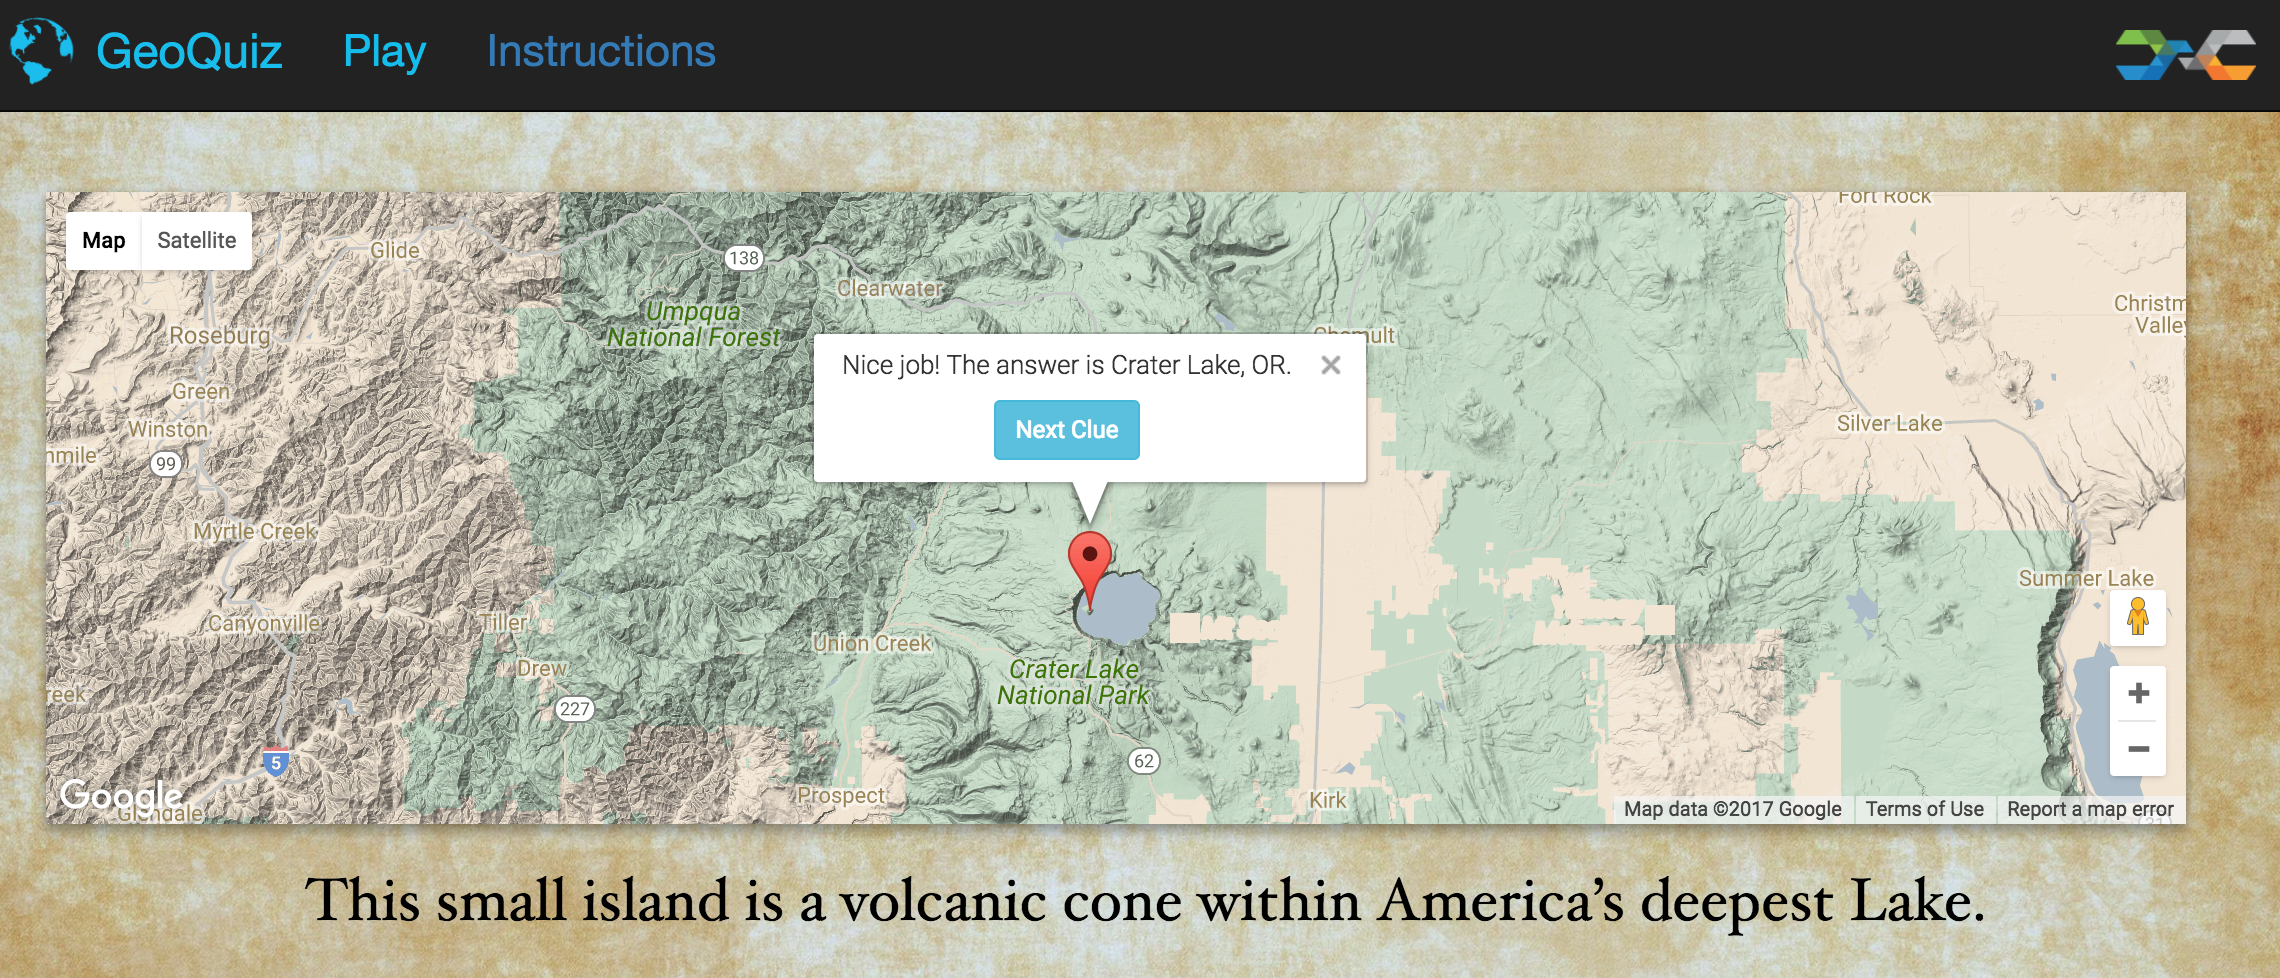 GeoQuiz Play Instructions
Map Satellite
Fort Rock
Glide
138
Clearwater
Umpqua
National Forest
Christm
Valley
Roseburg
Nice job! The answer is Crater Lake, OR.
Next Clue
Green
Winston
nmile
99
Silver Lake
Myrtle Creek
Summer Lake
Canyonville
Tiller
Union Creek
Drew
Crater Lake
National Park
reek
227
5
62
Prospect
Kirk
Google
Glendale
Map data ©2017 Google Terms of Use Report a map error
This small island is a volcanic cone within America's deepest Lake.